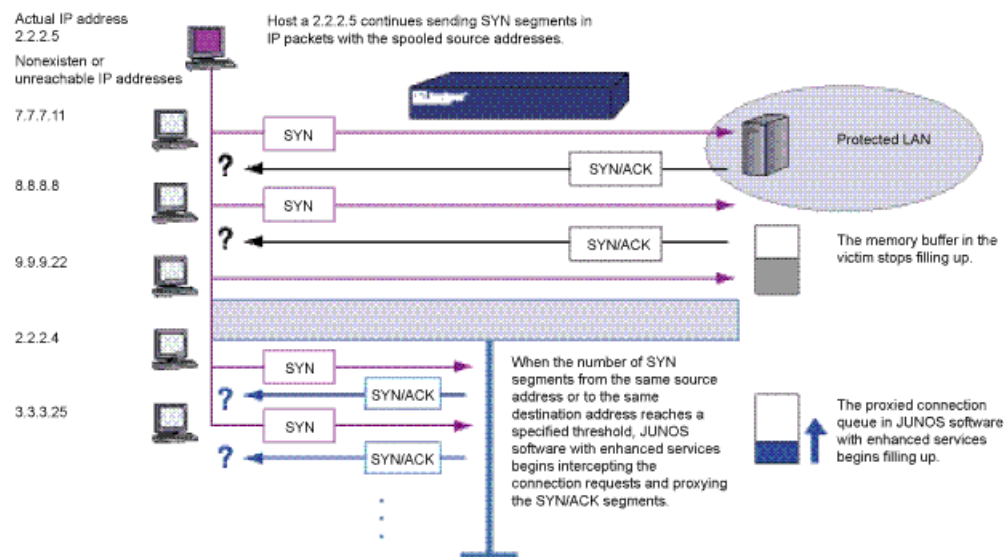 Actual IP address
2.2.2.5
Host a 2.2.2.5 continues sending SYN segments in
IP packets with the spooled source addresses.
Nonexisten or
unreachable IP addresses
7.7.7.11
SYN
Protected LAN
?
SYN/ACK
8.8.8.8
SYN
?
SYN/ACK
The memory buffer in the
victim stops filling up.
9.9.9.22
2.2.2.4
SYN
When the number of SYN
segments from the same source
address or to the same
destination address reaches a
specified threshold, JUNOS
software with enhanced services
begins intercepting the
connection requests and proxying
the SYN/ACK segments.
?
SYN/ACK
3.3.3.25
SYN
?
SYN/ACK
The proxied connection
queue in JUNOS software
with enhanced services
begins filling up.